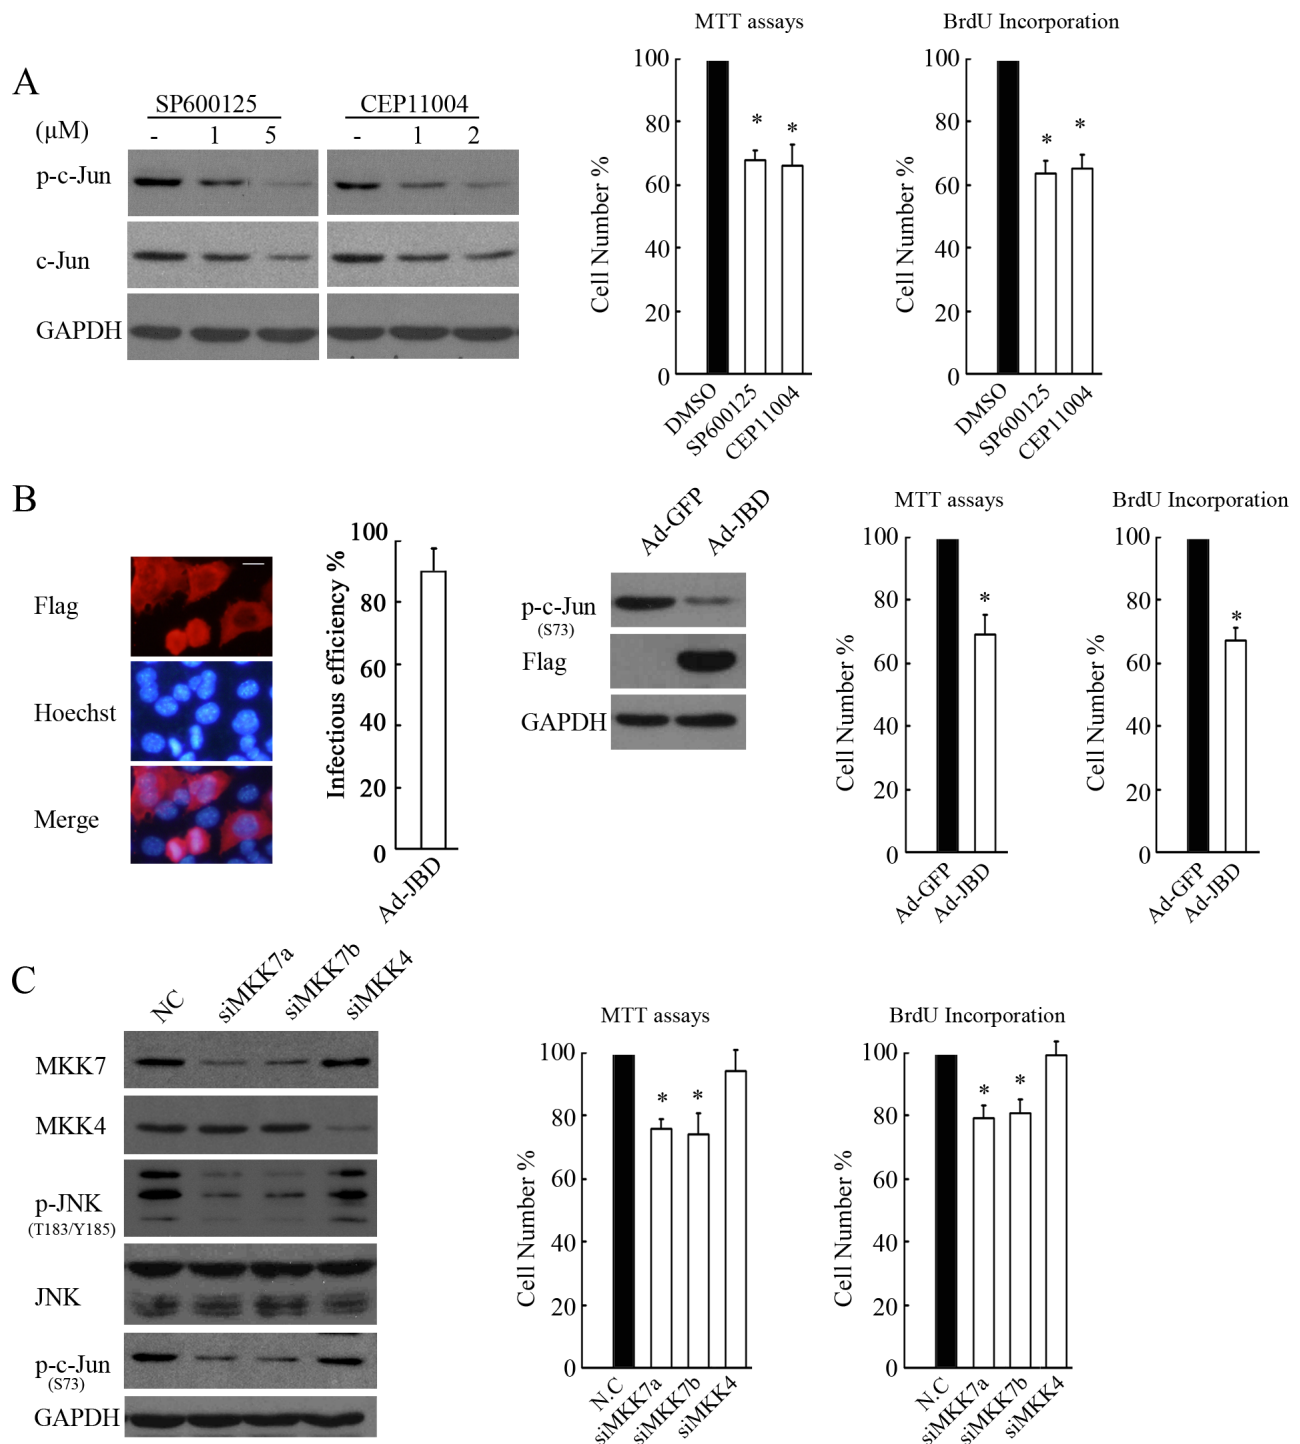 A
SP600125
CEP11004
(μM)
-
1
5
-
1
2
p-c-Jun
c-Jun
GAPDH
MTT assays
Cell Number %
100
80
60
40
20
0
*
*
DMSO
SP600125
CEP11004
BrdU Incorporation
Cell Number %
100
80
60
40
20
0
*
*
DMSO
SP600125
CEP11004
B
Flag
Hoechst
Merge
Infectious efficiency %
100
80
60
40
20
0
Ad-JBD
Ad-GFP
Ad-JBD
p-c-Jun
(S73)
Flag
GAPDH
MTT assays
Cell Number %
100
80
60
40
20
0
*
Ad-GFP
Ad-JBD
BrdU Incorporation
Cell Number %
100
80
60
40
20
0
*
Ad-GFP
Ad-JBD
C
NC
siMKK7a
siMKK7b
siMKK4
MKK7
MKK4
p-JNK
(T183/Y185)
JNK
p-c-Jun
(S73)
GAPDH
MTT assays
Cell Number %
100
80
60
40
20
0
*
*
N.C
siMKK7a
siMKK7b
siMKK4
BrdU Incorporation
Cell Number %
100
80
60
40
20
0
*
*
N.C
siMKK7a
siMKK7b
siMKK4